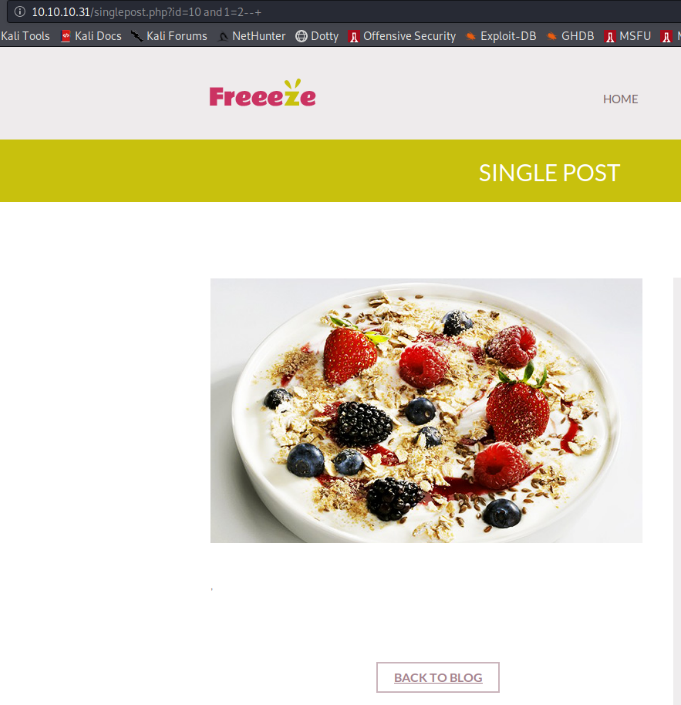 10.10.10.31/singlepost.php?id=10 and 1=2--+
Kali Tools Kali Docs Kali Forums NetHunter Dotty Offensive Security Exploit-DB GHDB MSFU
Freeeze
HOME
SINGLE POST
,
BACK TO BLOG